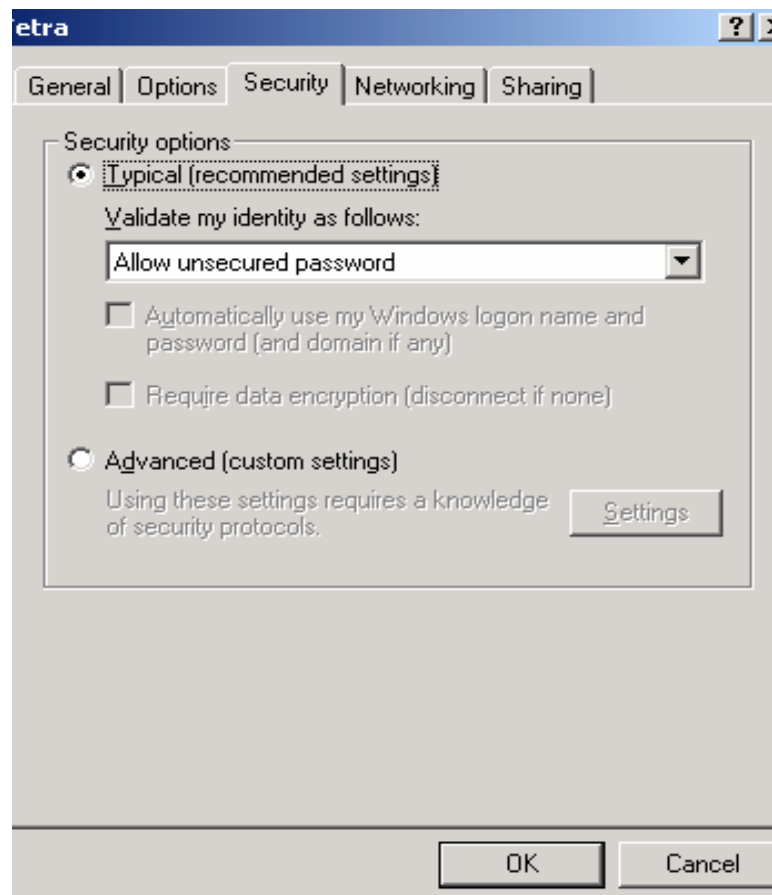 etra
General Options Security Networking Sharing
Security options
Typical (recommended settings)
Validate my identity as follows:
Allow unsecured password
Automatically use my Windows logon name and
password (and domain if any)
Require data encryption (disconnect if none)
Advanced (custom settings)
Using these settings requires a knowledge
of security protocols.
Settings
OK Cancel